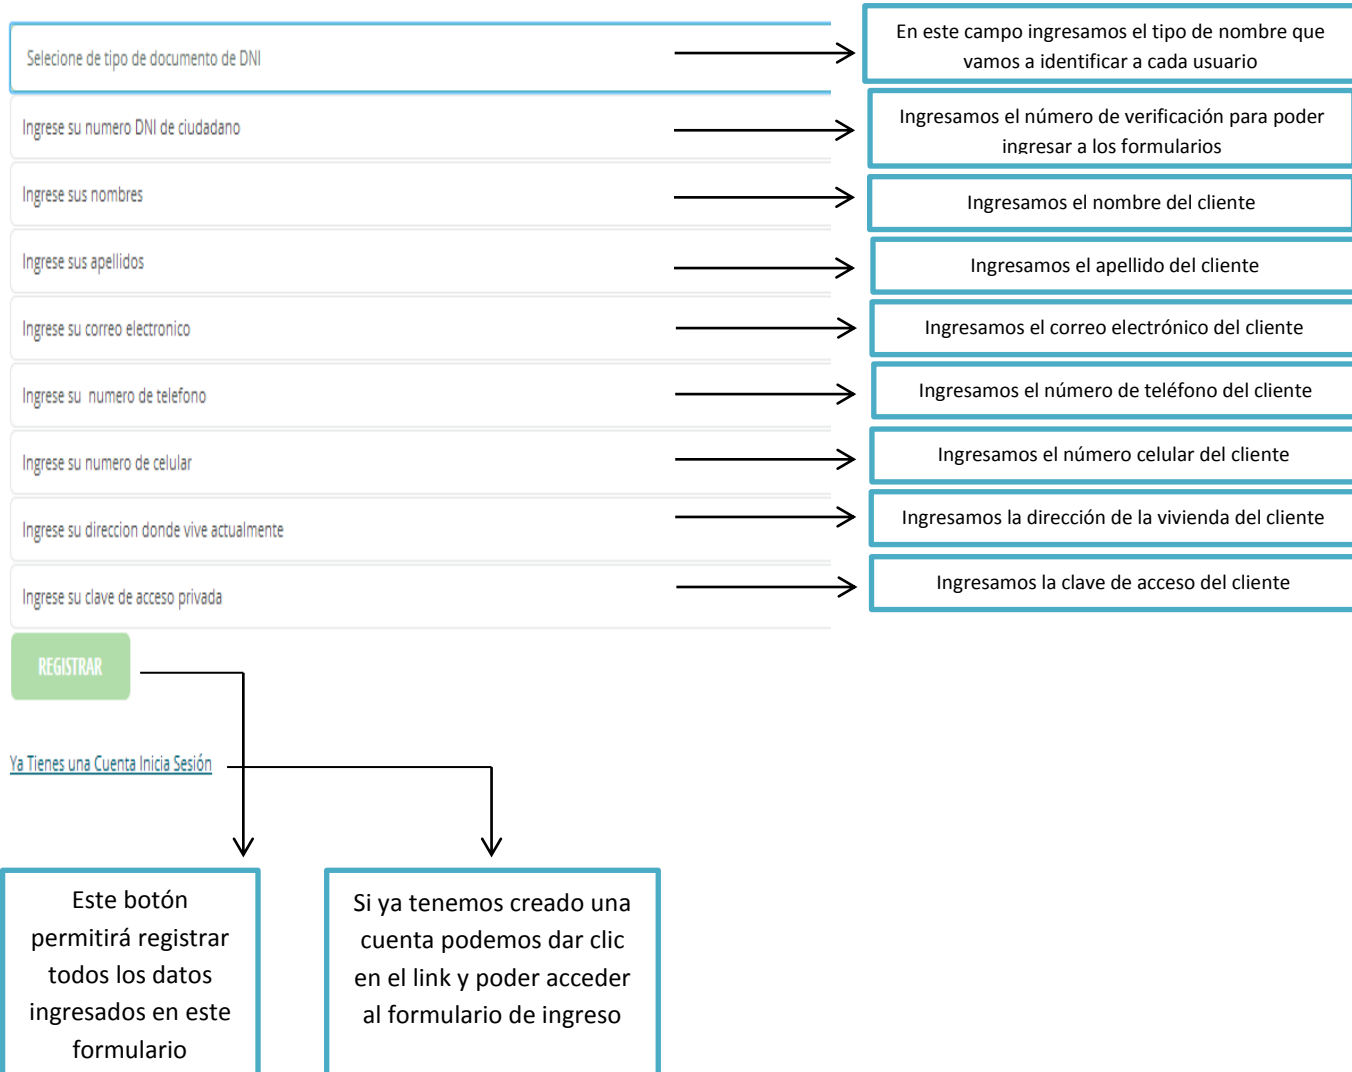 Selecione de tipo de documento de DNI
En este campo ingresamos el tipo de nombre que
vamos a identificar a cada usuario
Ingrese su numero DNI de ciudadano
Ingresamos el número de verificación para poder
ingresar a los formularios
Ingrese sus nombres
Ingresamos el nombre del cliente
Ingrese sus apellidos
Ingresamos el apellido del cliente
Ingrese su correo electronico
Ingresamos el correo electrónico del cliente
Ingrese su  numero de telefono
Ingresamos el número de teléfono del cliente
Ingrese su numero de celular
Ingresamos el número celular del cliente
Ingrese su direccion donde vive actualmente
Ingresamos la dirección de la vivienda del cliente
Ingrese su clave de acceso privada
Ingresamos la clave de acceso del cliente
REGISTRAR
Ya Tienes una Cuenta Inicia Sesión
Este botón
permitirá registrar
todos los datos
ingresados en este
formulario
Si ya tenemos creado una
cuenta podemos dar clic
en el link y poder acceder
al formulario de ingreso